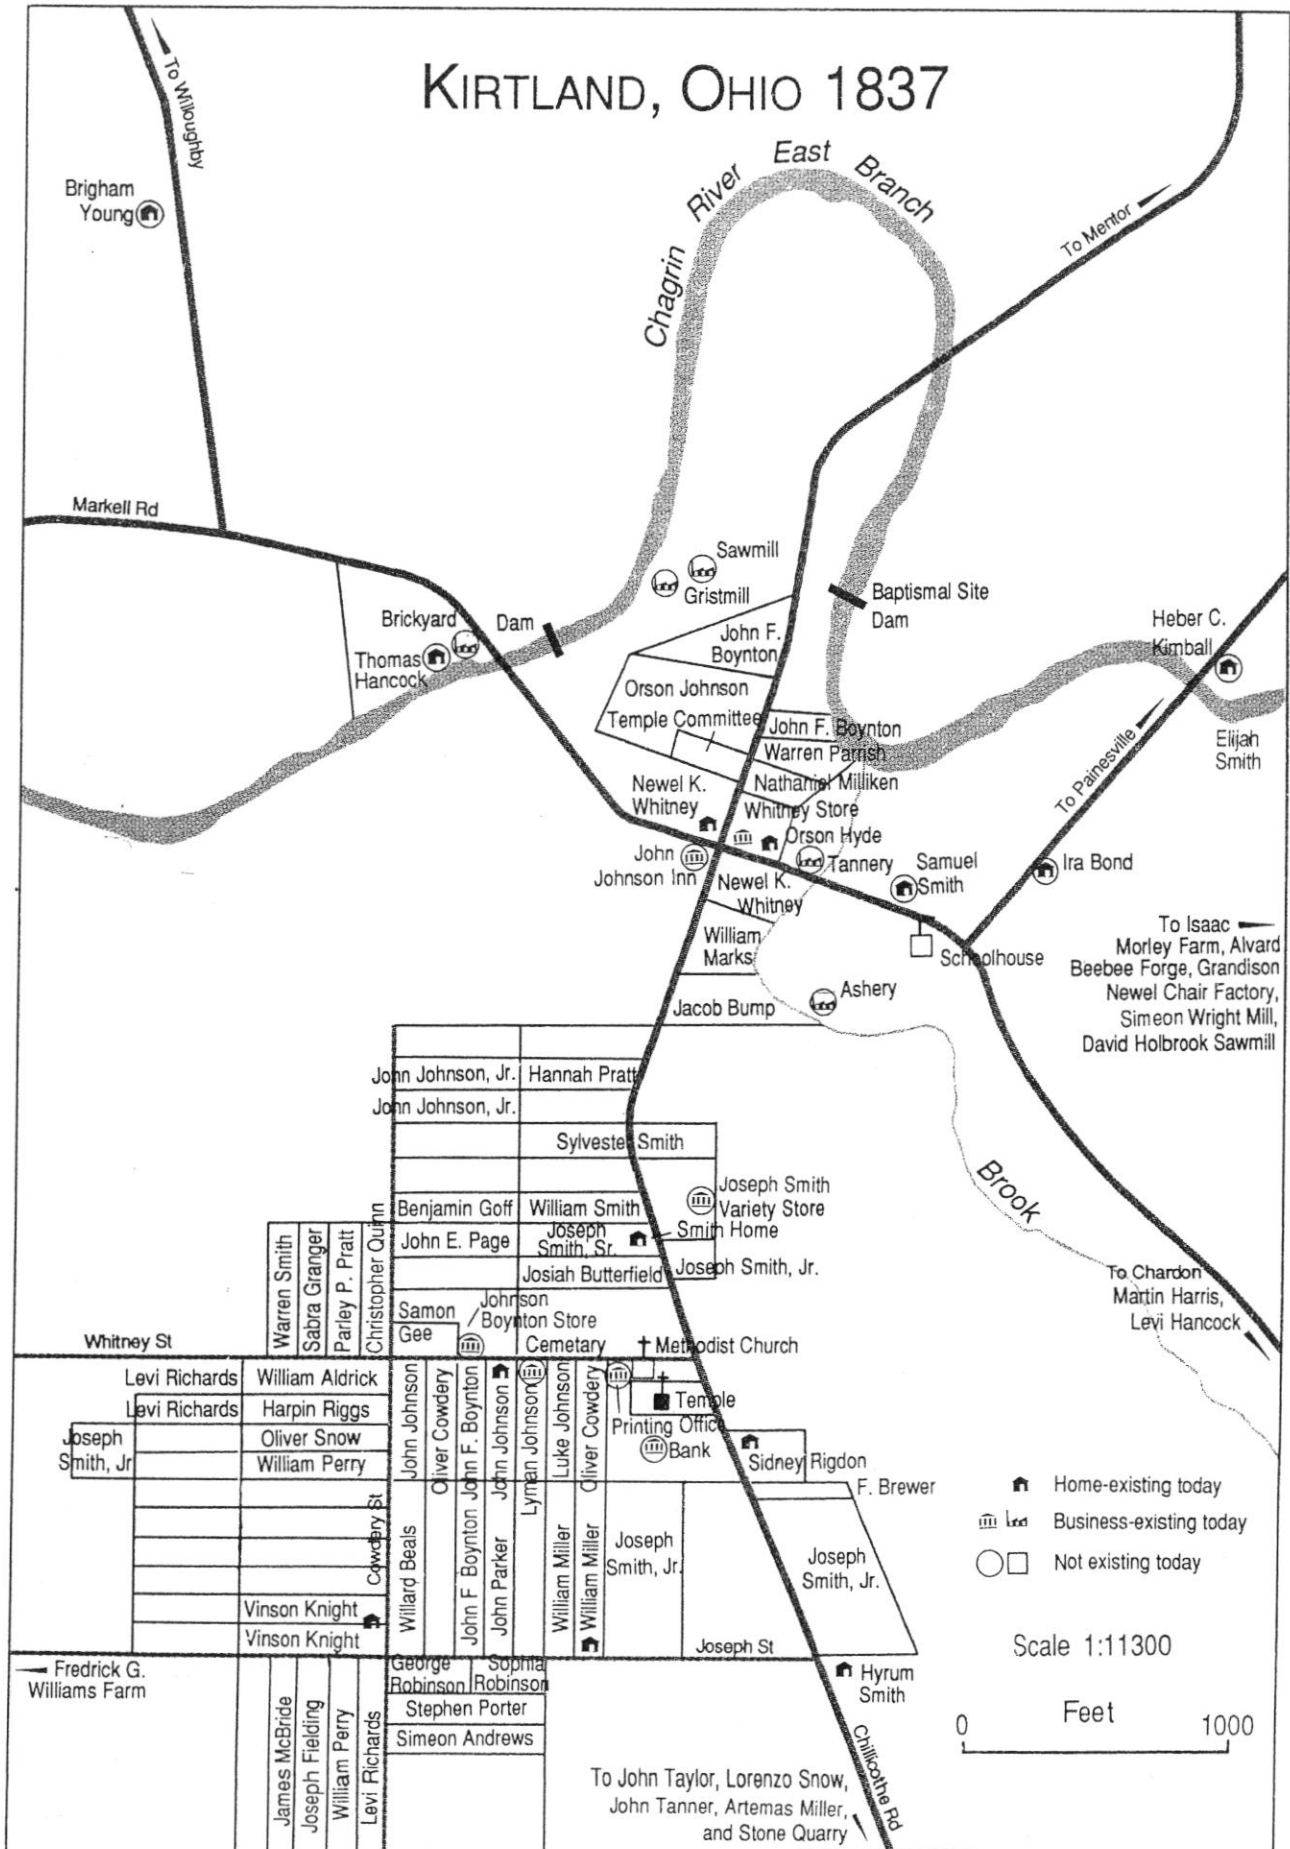 KIRTLAND, OHIO 1837
To Willoughby
Brigham
Young
Chagrin River East Branch
To Mentor
Markell Rd
Sawmill
Gristmill
Brickyard
Dam
Thomas
Hancock
Baptismal Site
Dam
Heber C.
Kimball
John F.
Boynton
Orson Johnson
Temple Committee
John F. Boynton
Warren Parrish
Nathaniel Milliken
Elijah
Smith
To Painesville
Newel K.
Whitney
Whitney Store
Orson Hyde
John
Johnson Inn
Tannery
Newel K.
Whitney
Samuel
Smith
Ira Bond
William
Marks
Schoolhouse
To Isaac
Morley Farm, Alvard
Beebee Forge, Grandison
Newel Chair Factory,
Simeon Wright Mill,
David Holbrook Sawmill
Jacob Bump
Ashery
John Johnson, Jr.
Hannah Pratt
John Johnson, Jr.
Sylvester Smith
Brook
Benjamin Goff
William Smith
Joseph Smith
Variety Store
John E. Page
Joseph
Smith, Sr.
Smith Home
Josiah Butterfield
Joseph Smith, Jr.
Warren Smith
Sabra Granger
Parley P. Pratt
Christopher Quinn
Samon
Gee
Johnson
Boynton Store
To Chardon
Martin Harris,
Levi Hancock
Whitney St
Cemetary
Methodist Church
Levi Richards
William Aldrick
Levi Richards
Harpin Riggs
Joseph
Smith, Jr
Oliver Snow
William Perry
John Johnson
Oliver Cowdery
John F. Boynton
John Johnson
Lyman Johnson
Luke Johnson
Oliver Cowdery
Temple
Printing Office
Bank
Sidney Rigdon
F. Brewer
Cowdery St
Willard Beals
John F Boynton
John Parker
William Miller
William Miller
Joseph
Smith, Jr.
Joseph
Smith, Jr.
Vinson Knight
Vinson Knight
Joseph St
Home-existing today
Business-existing today
Not existing today
Scale 1:11300
Feet
0
1000
Fredrick G.
Williams Farm
George
Robinson
Sophia
Robinson
Stephen Porter
Simeon Andrews
Hyrum
Smith
James McBride
Joseph Fielding
William Perry
Levi Richards
Chillicothe Rd
To John Taylor, Lorenzo Snow,
John Tanner, Artemas Miller,
and Stone Quarry